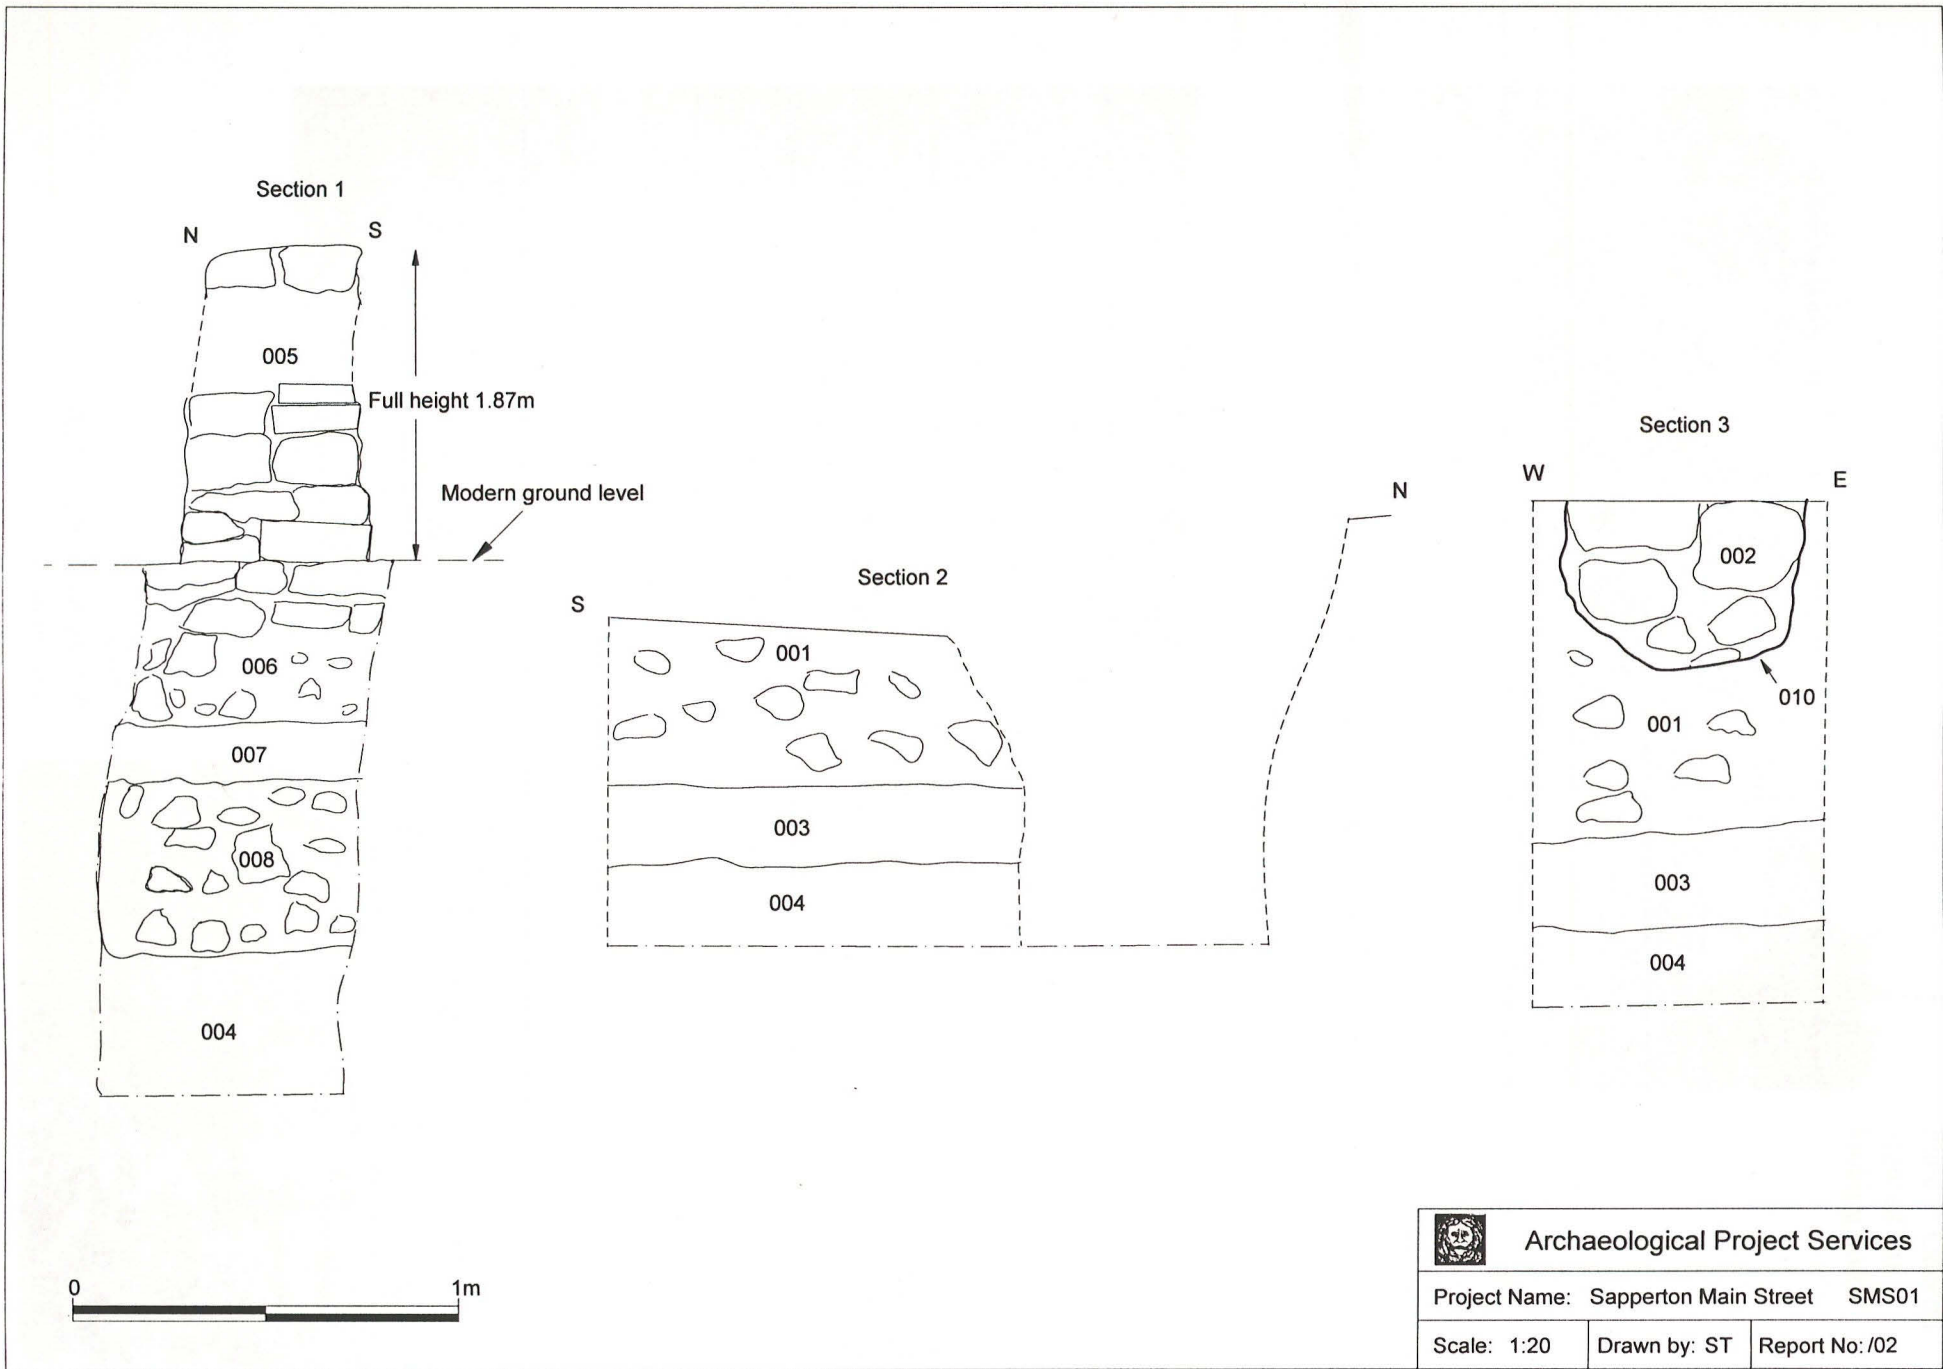 Section 1
N
S
005
Full height 1.87m
Modern ground level
006
007
008
004
Section 2
S
N
001
003
004
Section 3
W
E
002
010
001
003
004
0
1m
Archaeological Project Services
Project Name: Sapperton Main Street SMS01
Scale: 1:20
Drawn by: ST
Report No: /02